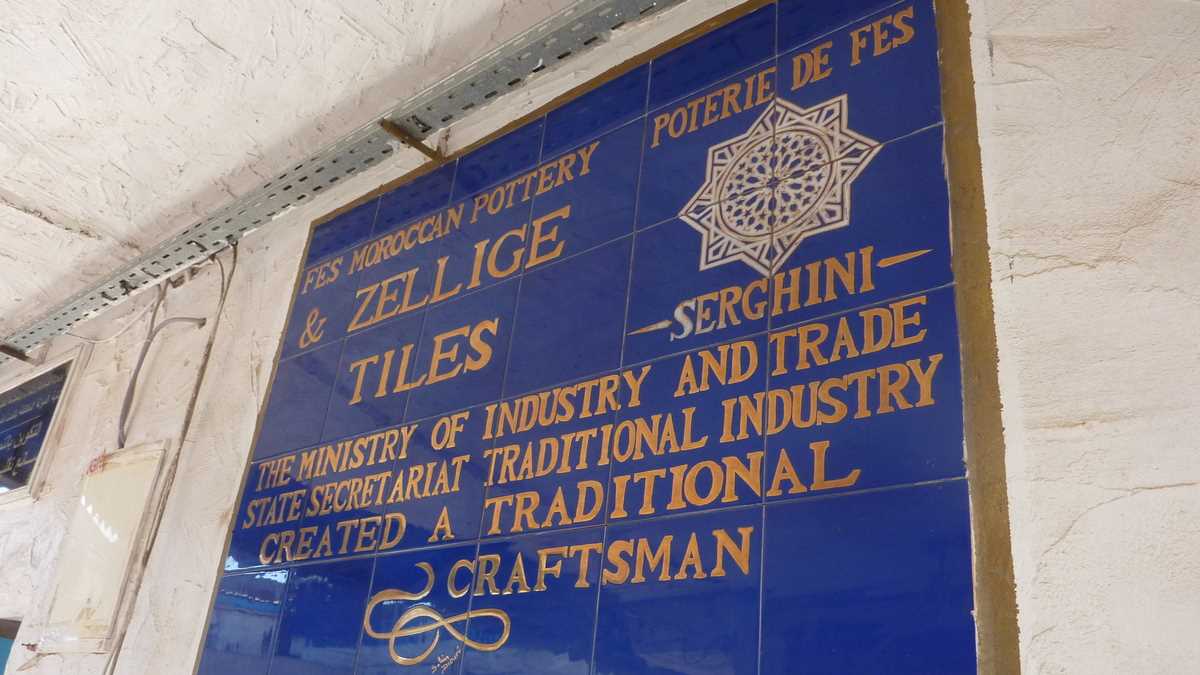 FES MOROCCAN POTTERY
& ZELLIGE
TILES
POTERIE DE FES
SERGHINI
THE MINISTRY OF INDUSTRY AND TRADE
STATE SECRETARIAT TRADITIONAL INDUSTRY
CREATED A TRADITIONAL
CRAFTSMAN